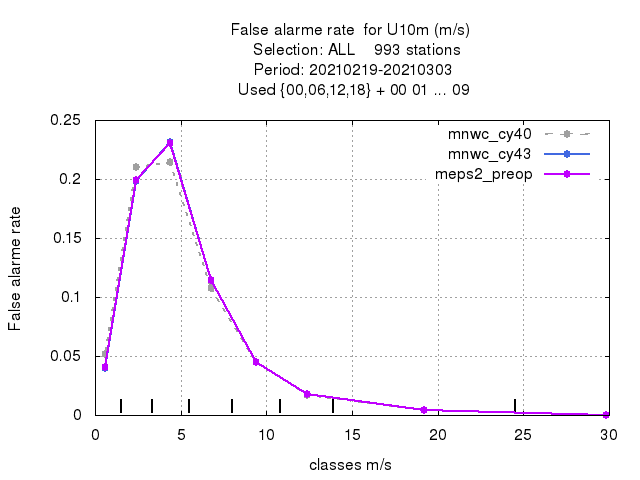 False alarme rate  for U10m (m/s)
Selection: ALL    993 stations
Period: 20210219-20210303
Used {00,06,12,18} + 00 01 ... 09
mnwc_cy40
mnwc_cy43
meps2_preop
False alarme rate
0.25
0.2
0.15
0.1
0.05
0
0 5 10 15 20 25 30
classes m/s